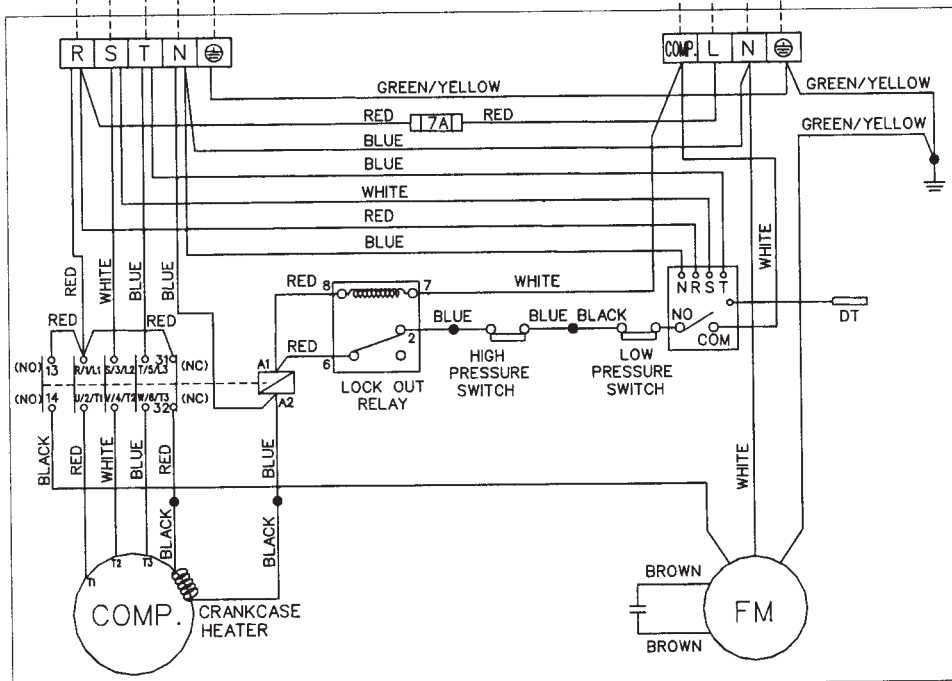 R S T N
COMP. L N
GREEN/YELLOW
GREEN/YELLOW
RED 7A RED
GREEN/YELLOW
BLUE
BLUE
WHITE
RED
BLUE
RED WHITE BLUE BLUE
WHITE
N R S T
RED 8 7 WHITE
DT
RED RED
BLUE BLUE BLACK NO
2
COM
RED
6
A1
HIGH
PRESSURE
SWITCH
LOW
PRESSURE
SWITCH
LOCK OUT
RELAY
(NO) 13 R/1/L1 S/3/L2 T/5/L3 31 (NC)
(NO) 14 U/2/T1 V/4/T2 W/6/T3 32 (NC)
A2
BLACK RED WHITE BLUE RED BLUE
WHITE
BLACK BLACK
T1 T2 T3
COMP.
CRANKCASE
HEATER
BROWN
FM
BROWN